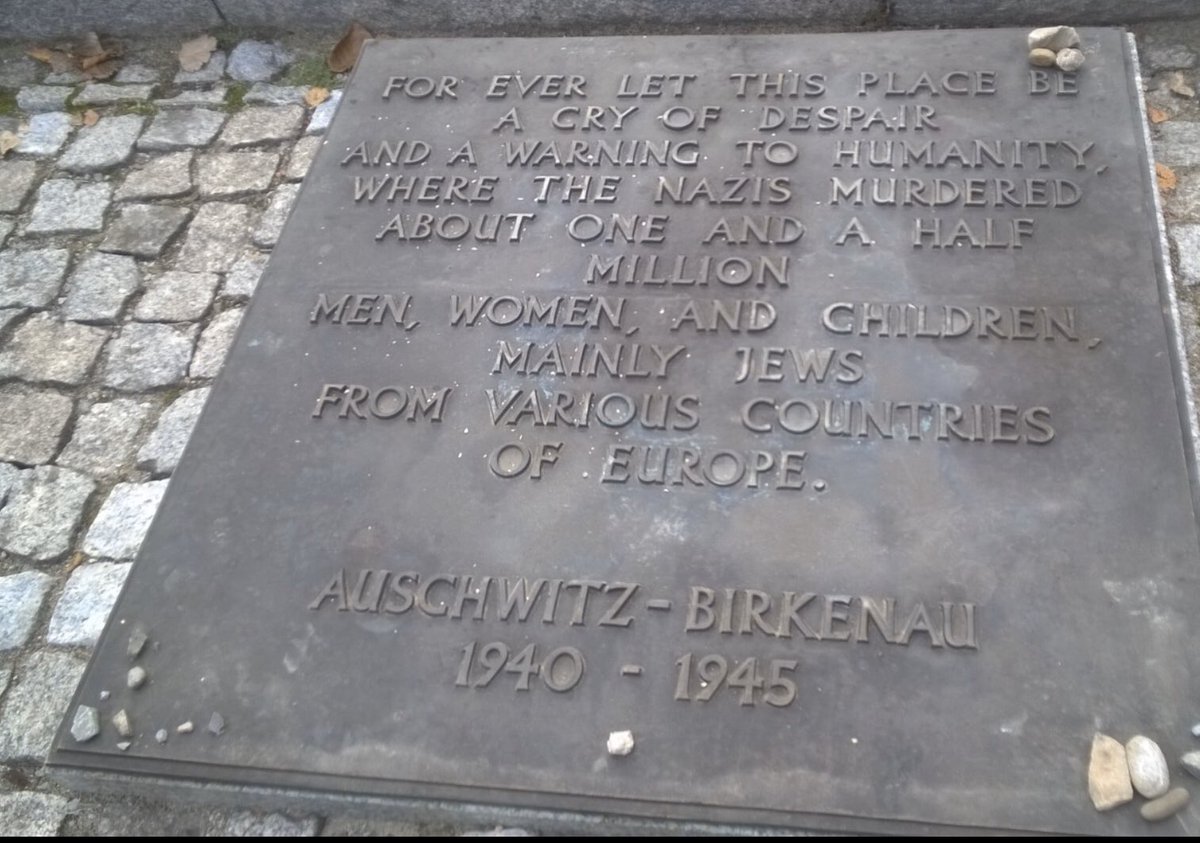 FOR EVER LET THIS PLACE BE
A CRY OF DESPAIR
AND A WARNING TO HUMANITY,
WHERE THE NAZIS MURDERED
ABOUT ONE AND A HALF
MILLION
MEN, WOMEN, AND CHILDREN,
MAINLY JEWS
FROM VARIOUS COUNTRIES
OF EUROPE.
AUSCHWITZ - BIRKENAU
1940 - 1945